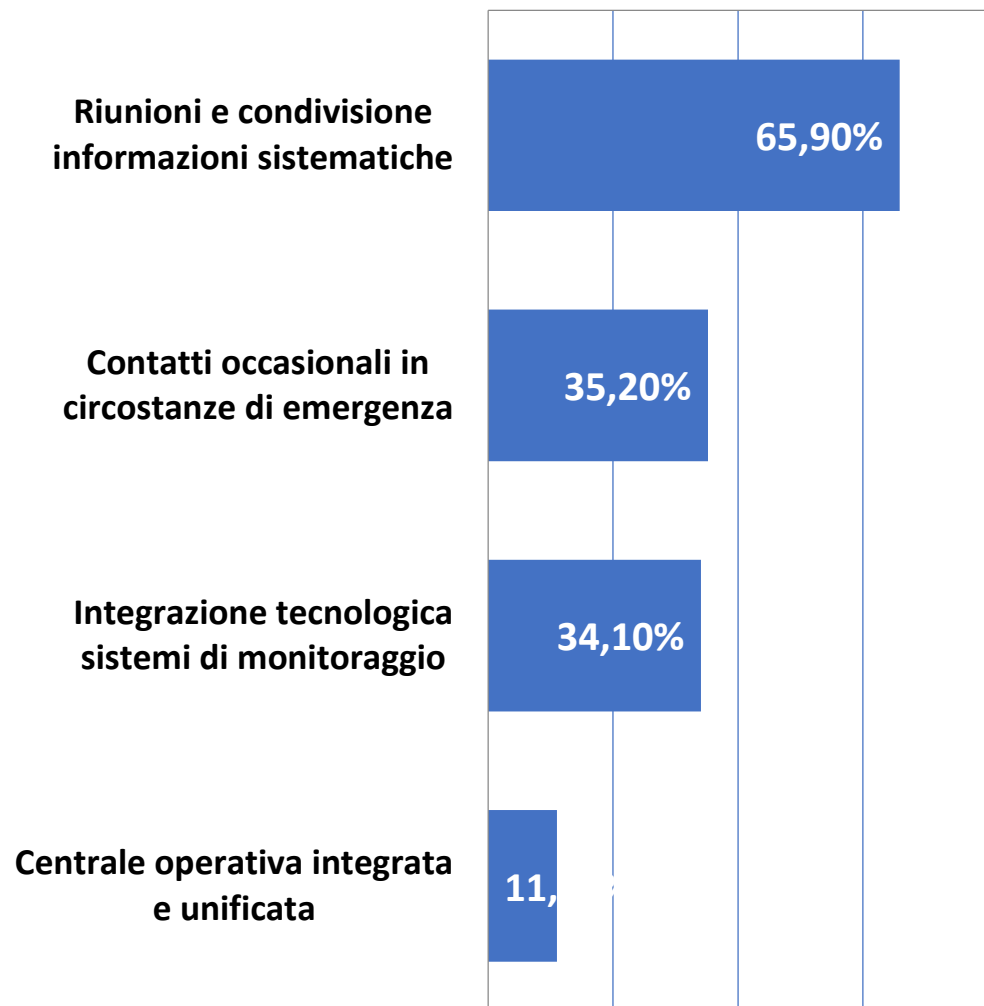 Riunioni e condivisione
informazioni sistematiche
65,90%
Contatti occasionali in
circostanze di emergenza
35,20%
Integrazione tecnologica
sistemi di monitoraggio
34,10%
Centrale operativa integrata
e unificata